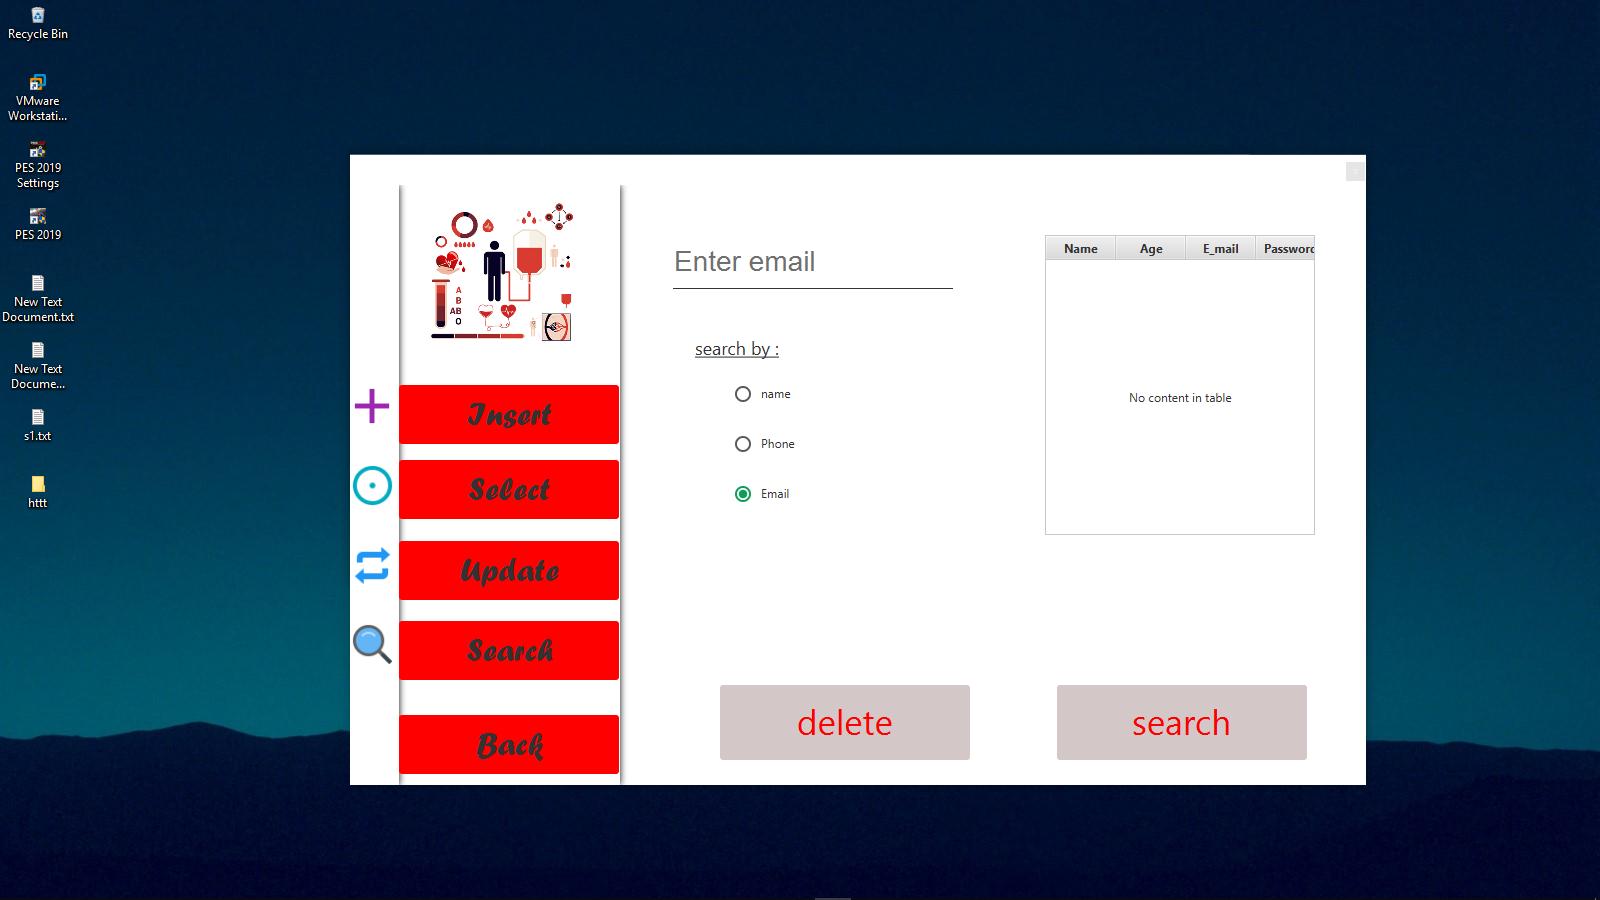 Recycle Bin
VMware
Workstati...
PES 2019
Settings
PES 2019
New Text
Document.txt
New Text
Docume...
s1.txt
httt
A
B
AB
O
Insert
Select
Update
Search
Back
Enter email
search by :
name
Phone
Email
Name Age E_mail Password
No content in table
delete
search